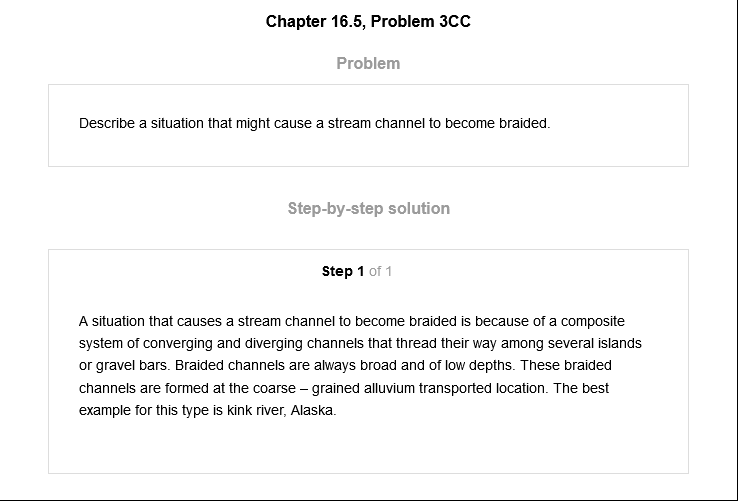 Chapter 16.5, Problem 3CC
Problem
Describe a situation that might cause a stream channel to become braided.
Step-by-step solution
Step 1 of 1
A situation that causes a stream channel to become braided is because of a composite
system of converging and diverging channels that thread their way among several islands
or gravel bars. Braided channels are always broad and of low depths. These braided
channels are formed at the coarse – grained alluvium transported location. The best
example for this type is kink river, Alaska.